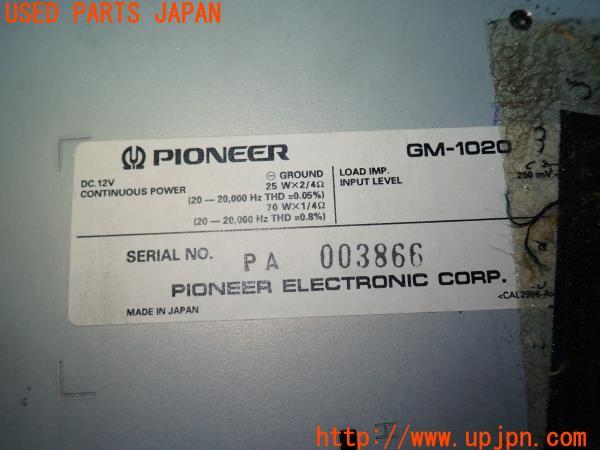 USED PARTS JAPAN
PIONEER GM-1020
DC.12V ⊖ GROUND
CONTINUOUS POWER 25 W×2/4Ω
(20 — 20,000 Hz THD =0.05%)
70 W×1/4Ω
(20 — 20,000 Hz THD =0.8%)
LOAD IMP.
INPUT LEVEL 200 mV
SERIAL NO. PA 003866
PIONEER ELECTRONIC CORP.
MADE IN JAPAN <CAL2996-A>
http://www.upjpn.com